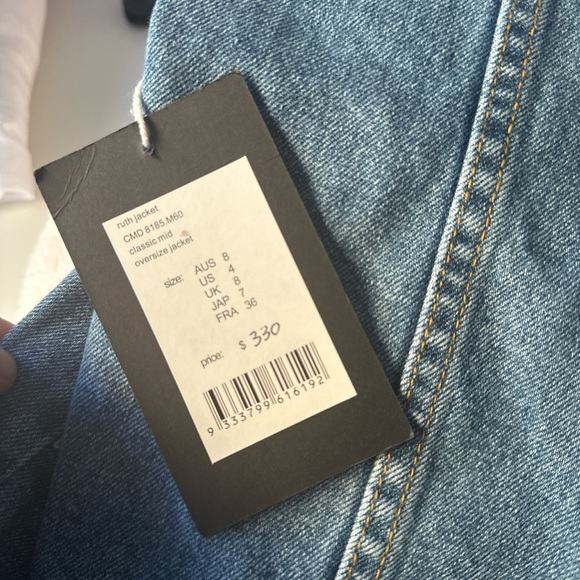 ruth jacket
CMD 8185.M60
classic mid
oversize jacket
size: AUS 8
US 4
UK 8
JAP 7
FRA 36
price: $ 330
9 333799 616192